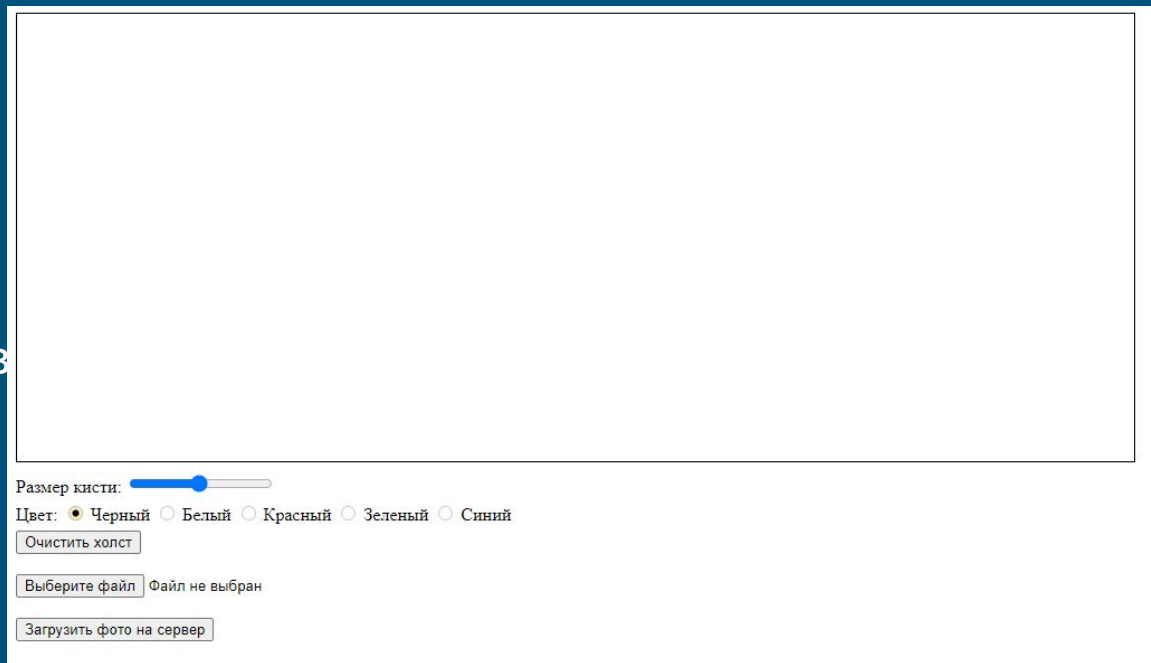 Размер кисти:
Цвет: Черный Белый Красный Зеленый Синий
Очистить холст
Выберите файл Файл не выбран
Загрузить фото на сервер